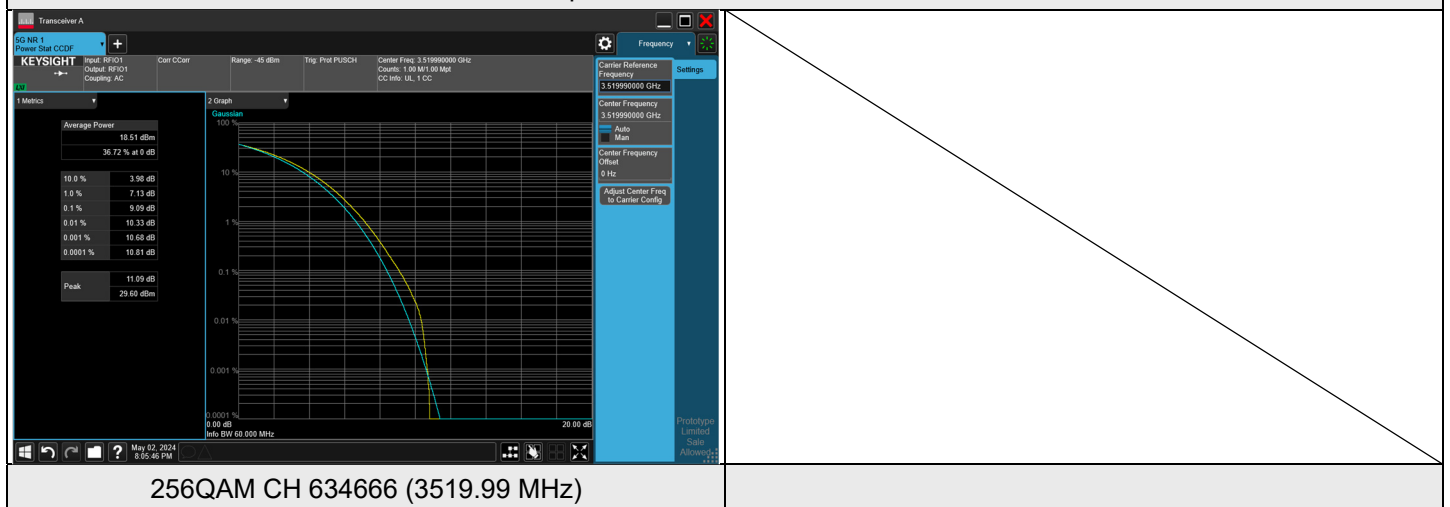 Transceiver A
5G NR 1
Power Stat CCDF
Frequency
KEYSIGHT
LXI
Input: RFIO1
Output: RFIO1
Coupling: AC
Corr CCorr
Range: -45 dBm
Trig: Prot PUSCH
Center Freq: 3.519990000 GHz
Counts: 1.00 M/1.00 Mpt
CC Info: UL, 1 CC
Carrier Reference
Frequency
3.519990000 GHz
Settings
Center Frequency
3.519990000 GHz
Auto
Man
Center Frequency
Offset
0 Hz
Adjust Center Freq
to Carrier Config
1 Metrics
Average Power
18.51 dBm
36.72 % at 0 dB
10.0 % 3.98 dB
1.0 % 7.13 dB
0.1 % 9.09 dB
0.01 % 10.33 dB
0.001 % 10.68 dB
0.0001 % 10.81 dB
Peak
11.09 dB
29.60 dBm
2 Graph
Gaussian
100 %
10 %
1 %
0.1 %
0.01 %
0.001 %
0.0001 %
0.00 dB
20.00 dB
Info BW 60.000 MHz
Prototype
Limited
Sale
Allowed
?
May 02, 2024
8:05:46 PM
256QAM CH 634666 (3519.99 MHz)